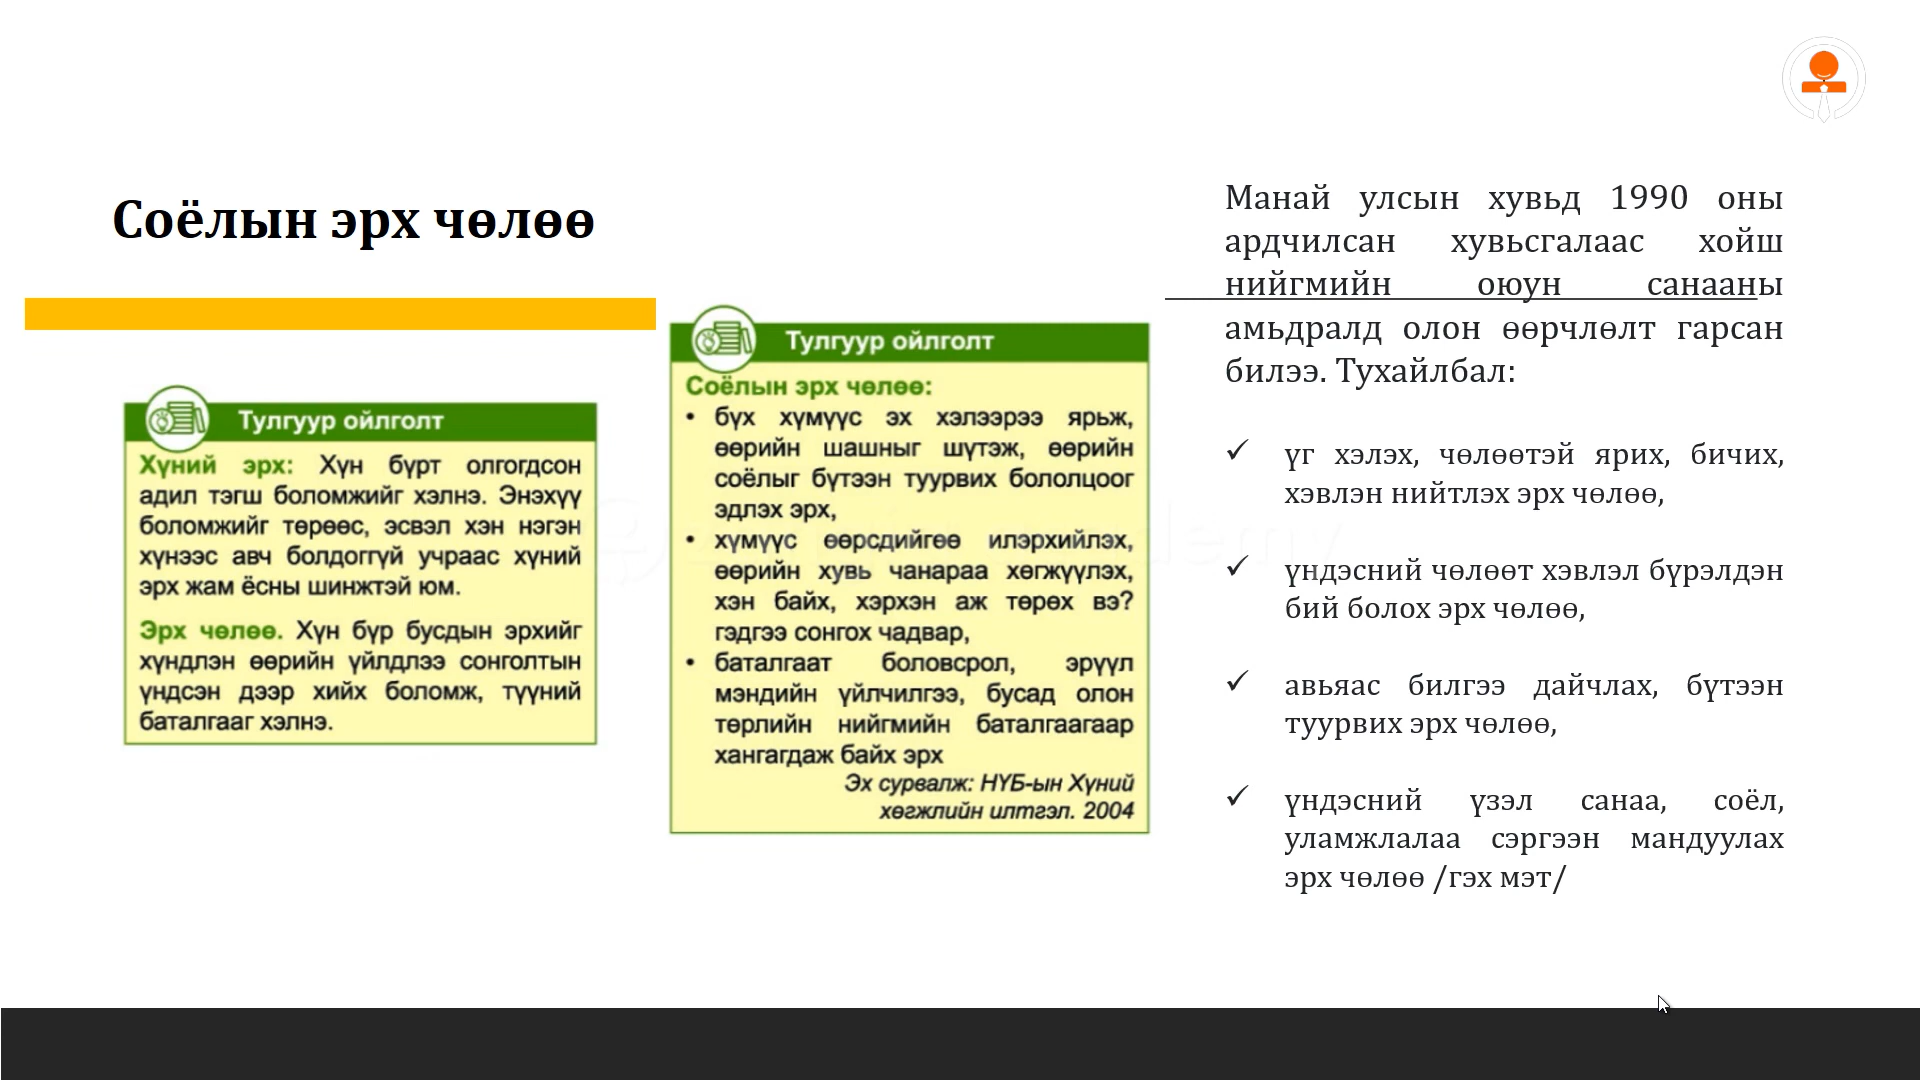 Соёлын эрх чөлөө
Тулгуур ойлголт
Хүний эрх: Хүн бүрт олгогдсон
адил тэгш боломжийг хэлнэ. Энэхүү
боломжийг төрөөс, эсвэл хэн нэгэн
хүнээс авч болдоггүй учраас хүний
эрх жам ёсны шинжтэй юм.
Эрх чөлөө. Хүн бүр бусдын эрхийг
хүндлэн өөрийн үйлдлээ сонголтын
үндсэн дээр хийх боломж, түүний
баталгааг хэлнэ.
Тулгуур ойлголт
Соёлын эрх чөлөө:
• бүх хүмүүс эх хэлээрээ ярьж,
өөрийн шашныг шүтэж, өөрийн
соёлыг бүтээн туурвих бололцоог
эдлэх эрх,
• хүмүүс өөрсдийгөө илэрхийлэх,
өөрийн хувь чанараа хөгжүүлэх,
хэн байх, хэрхэн аж төрөх вэ?
гэдгээ сонгох чадвар,
• баталгаат боловсрол, эрүүл
мэндийн үйлчилгээ, бусад олон
төрлийн нийгмийн баталгаагаар
хангагдаж байх эрх
Эх сурвалж: НҮБ-ын Хүний
хөгжлийн илтгэл. 2004
Манай улсын хувьд 1990 оны
ардчилсан хувьсгалаас хойш
нийгмийн оюун санааны
амьдралд олон өөрчлөлт гарсан
билээ. Тухайлбал:
✓ үг хэлэх, чөлөөтэй ярих, бичих,
хэвлэн нийтлэх эрх чөлөө,
✓ үндэсний чөлөөт хэвлэл бүрэлдэн
бий болох эрх чөлөө,
✓ авьяас билгээ дайчлах, бүтээн
туурвих эрх чөлөө,
✓ үндэсний үзэл санаа, соёл,
уламжлалаа сэргээн мандуулах
эрх чөлөө /гэх мэт/